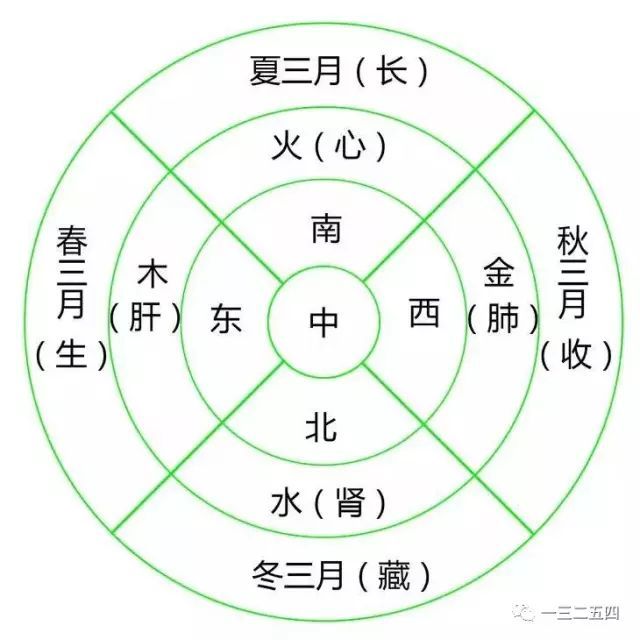 夏三月(长)
火(心)
南
春三月
(生)
木
(肝)
东
中
西
金
(肺)
秋三月
(收)
北
水(肾)
冬三月(藏)
一三二五四